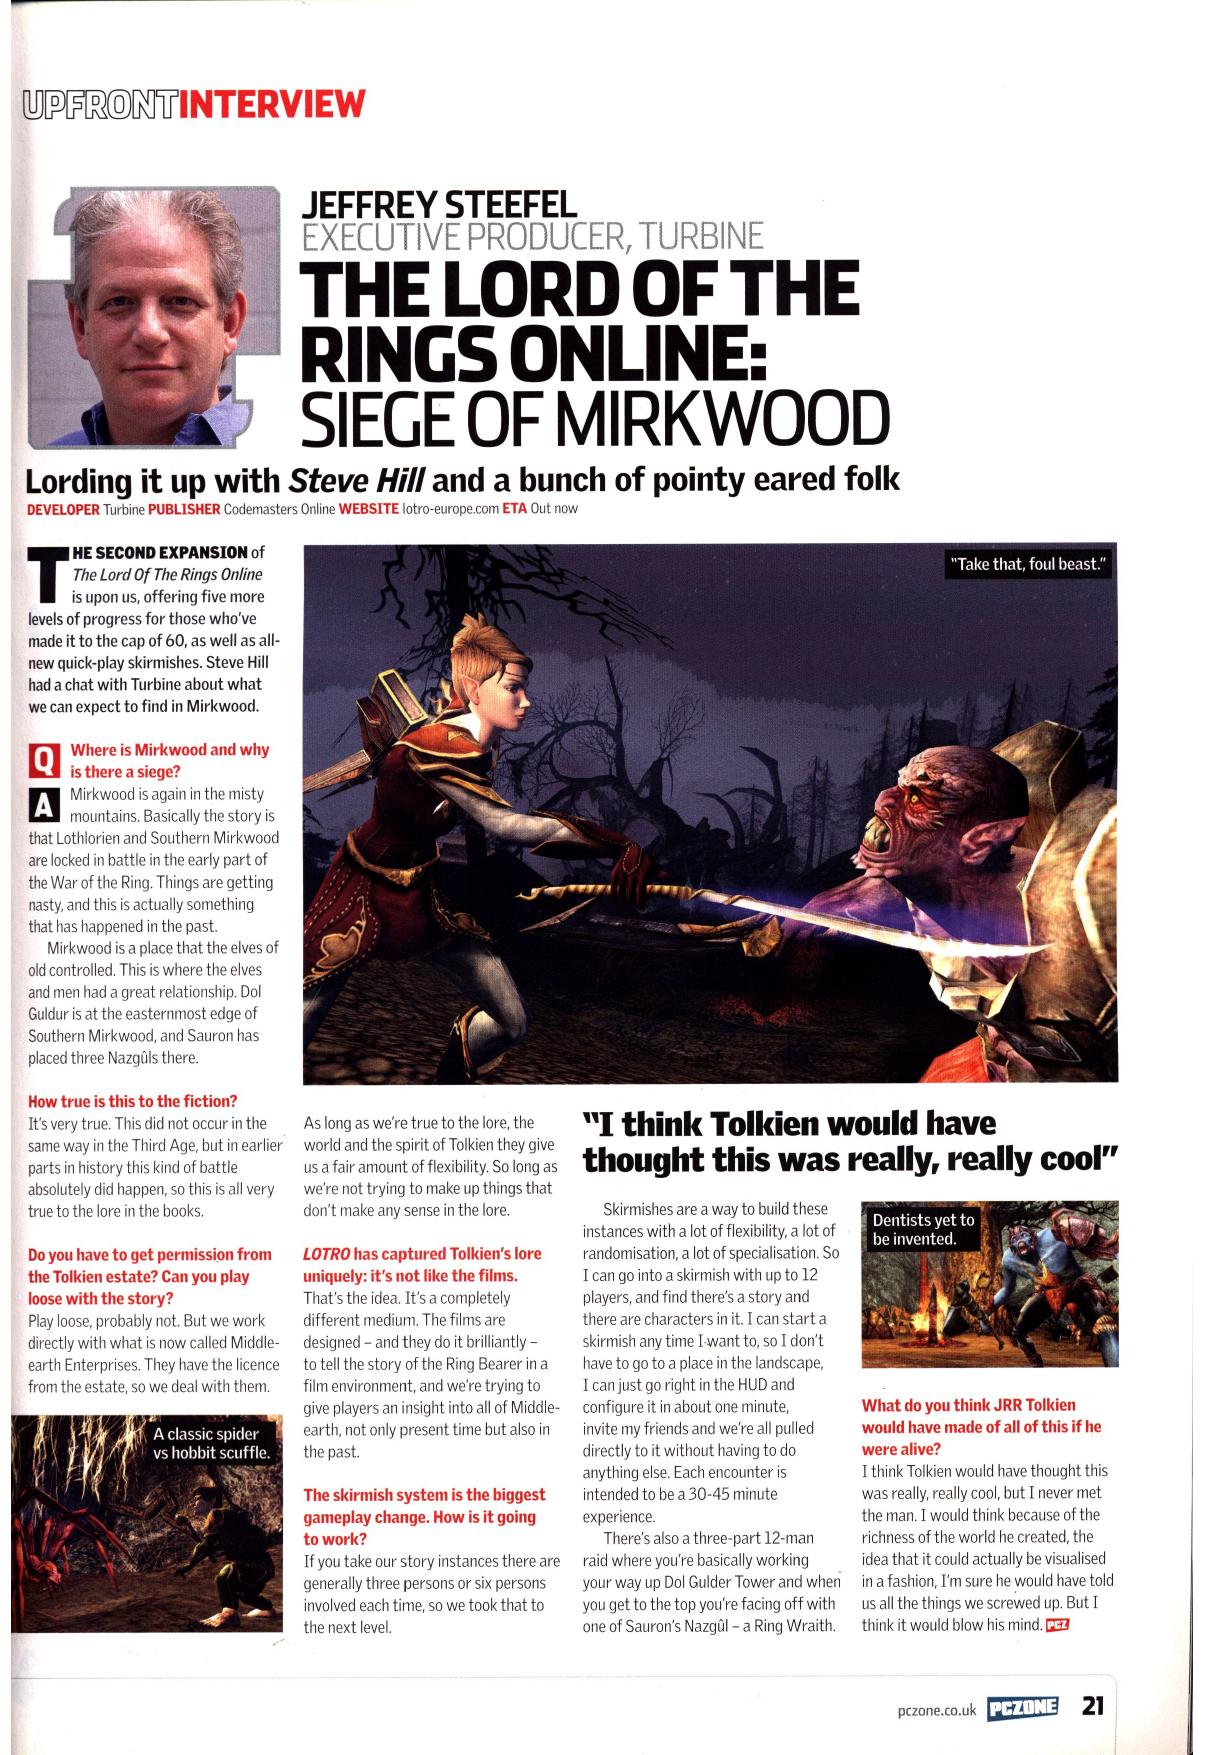 UPFRONTINTERVIEW
JEFFREY STEEFEL
EXECUTIVE PRODUCER, TURBINE
THE LORD OF THE
RINGS ONLINE:
SIEGE OF MIRKWOOD
Lording it up with Steve Hill and a bunch of pointy eared folk
DEVELOPER Turbine PUBLISHER Codemasters Online WEBSITE lotro-europe.com ETA Out now
THE SECOND EXPANSION of
The Lord Of The Rings Online
is upon us, offering five more
levels of progress for those who've
made it to the cap of 60, as well as all-
new quick-play skirmishes. Steve Hill
had a chat with Turbine about what
we can expect to find in Mirkwood.
Q Where is Mirkwood and why
is there a siege?
A Mirkwood is again in the misty
mountains. Basically the story is
that Lothlorien and Southern Mirkwood
are locked in battle in the early part of
the War of the Ring. Things are getting
nasty, and this is actually something
that has happened in the past.
Mirkwood is a place that the elves of
old controlled. This is where the elves
and men had a great relationship. Dol
Guldur is at the easternmost edge of
Southern Mirkwood, and Sauron has
placed three Nazgûls there.
How true is this to the fiction?
It's very true. This did not occur in the
same way in the Third Age, but in earlier
parts in history this kind of battle
absolutely did happen, so this is all very
true to the lore in the books.
Do you have to get permission from
the Tolkien estate? Can you play
loose with the story?
Play loose, probably not. But we work
directly with what is now called Middle-
earth Enterprises. They have the licence
from the estate, so we deal with them.
A classic spider
vs hobbit scuffle.
"Take that, foul beast."
As long as we're true to the lore, the
world and the spirit of Tolkien they give
us a fair amount of flexibility. So long as
we're not trying to make up things that
don't make any sense in the lore.
LOTRO has captured Tolkien's lore
uniquely: it's not like the films.
That's the idea. It's a completely
different medium. The films are
designed – and they do it brilliantly –
to tell the story of the Ring Bearer in a
film environment, and we're trying to
give players an insight into all of Middle-
earth, not only present time but also in
the past.
The skirmish system is the biggest
gameplay change. How is it going
to work?
If you take our story instances there are
generally three persons or six persons
involved each time, so we took that to
the next level.
"I think Tolkien would have
thought this was really, really cool"
Skirmishes are a way to build these
instances with a lot of flexibility, a lot of
randomisation, a lot of specialisation. So
I can go into a skirmish with up to 12
players, and find there's a story and
there are characters in it. I can start a
skirmish any time I want to, so I don't
have to go to a place in the landscape,
I can just go right in the HUD and
configure it in about one minute,
invite my friends and we're all pulled
directly to it without having to do
anything else. Each encounter is
intended to be a 30-45 minute
experience.
There's also a three-part 12-man
raid where you're basically working
your way up Dol Gulder Tower and when
you get to the top you're facing off with
one of Sauron's Nazgûl – a Ring Wraith.
Dentists yet to
be invented.
What do you think JRR Tolkien
would have made of all of this if he
were alive?
I think Tolkien would have thought this
was really, really cool, but I never met
the man. I would think because of the
richness of the world he created, the
idea that it could actually be visualised
in a fashion, I'm sure he would have told
us all the things we screwed up. But I
think it would blow his mind. PCZ
pczone.co.uk PCZONE 21